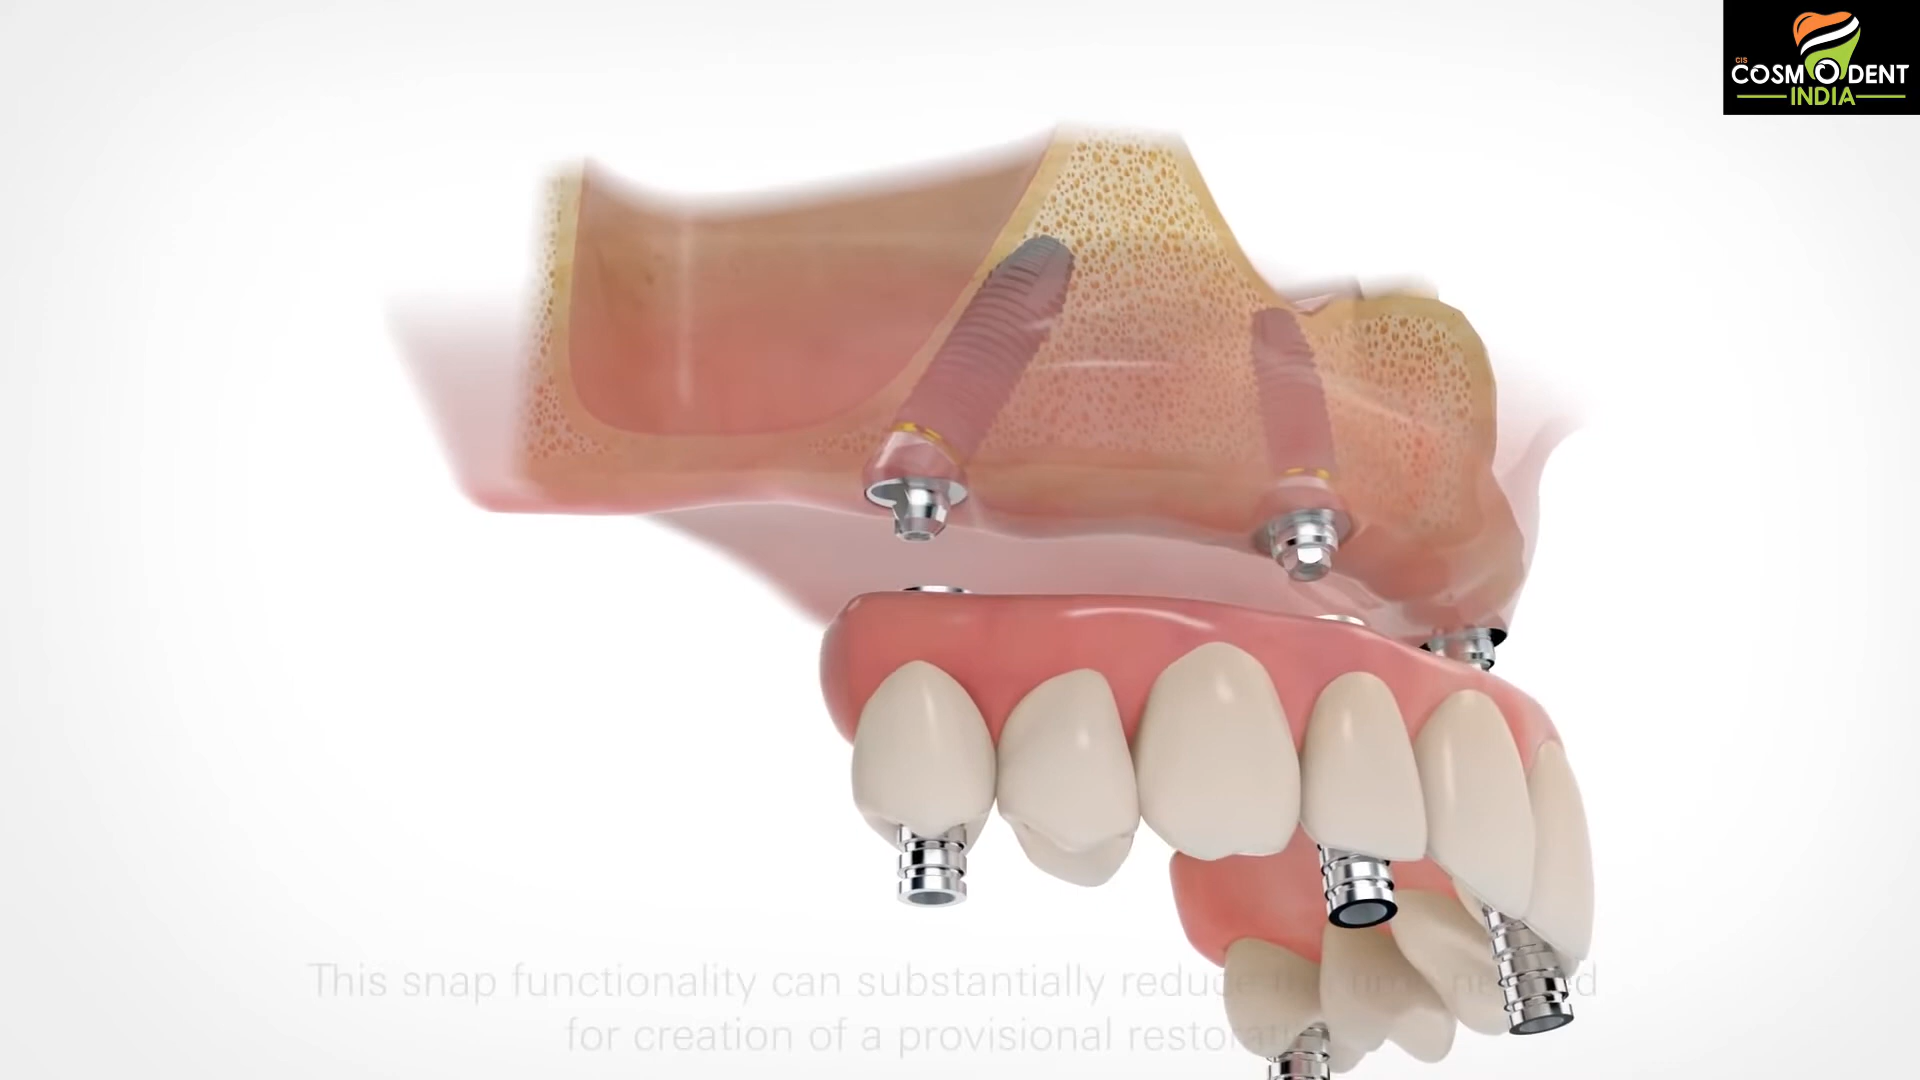 CIS
COSMODENT
INDIA
This snap functionality can substantially reduce
for creation of a provisional